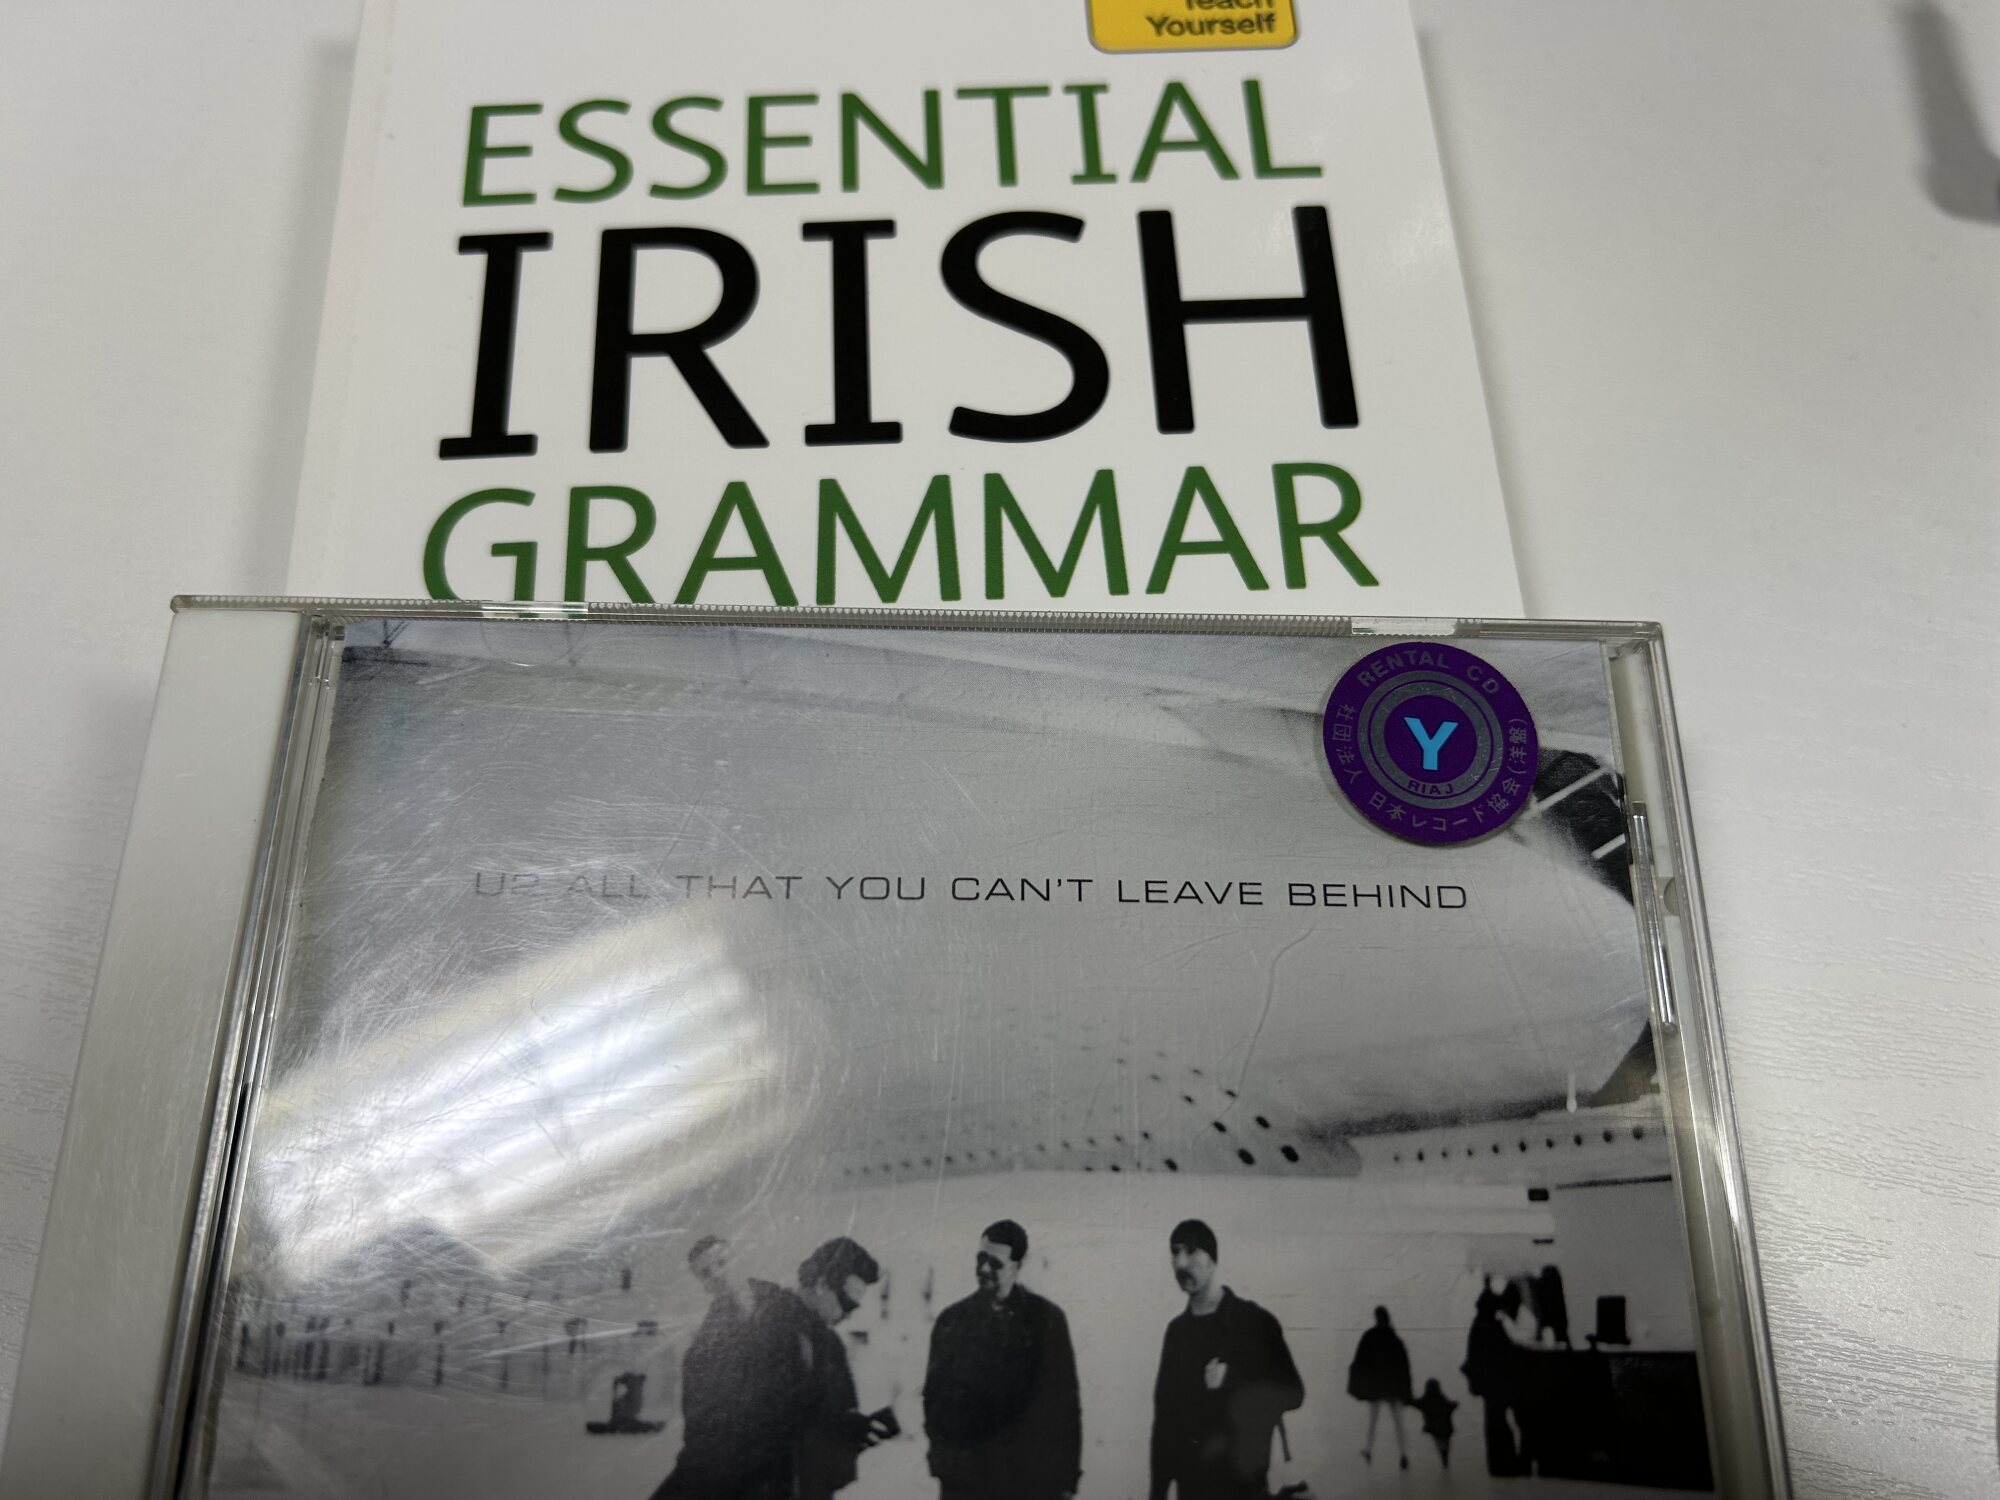 Teach
Yourself
ESSENTIAL
IRISH
GRAMMAR
RENTAL CD
Y
RIAJ
社団法人 日本レコード協会(洋盤)
U2 ALL THAT YOU CAN'T LEAVE BEHIND